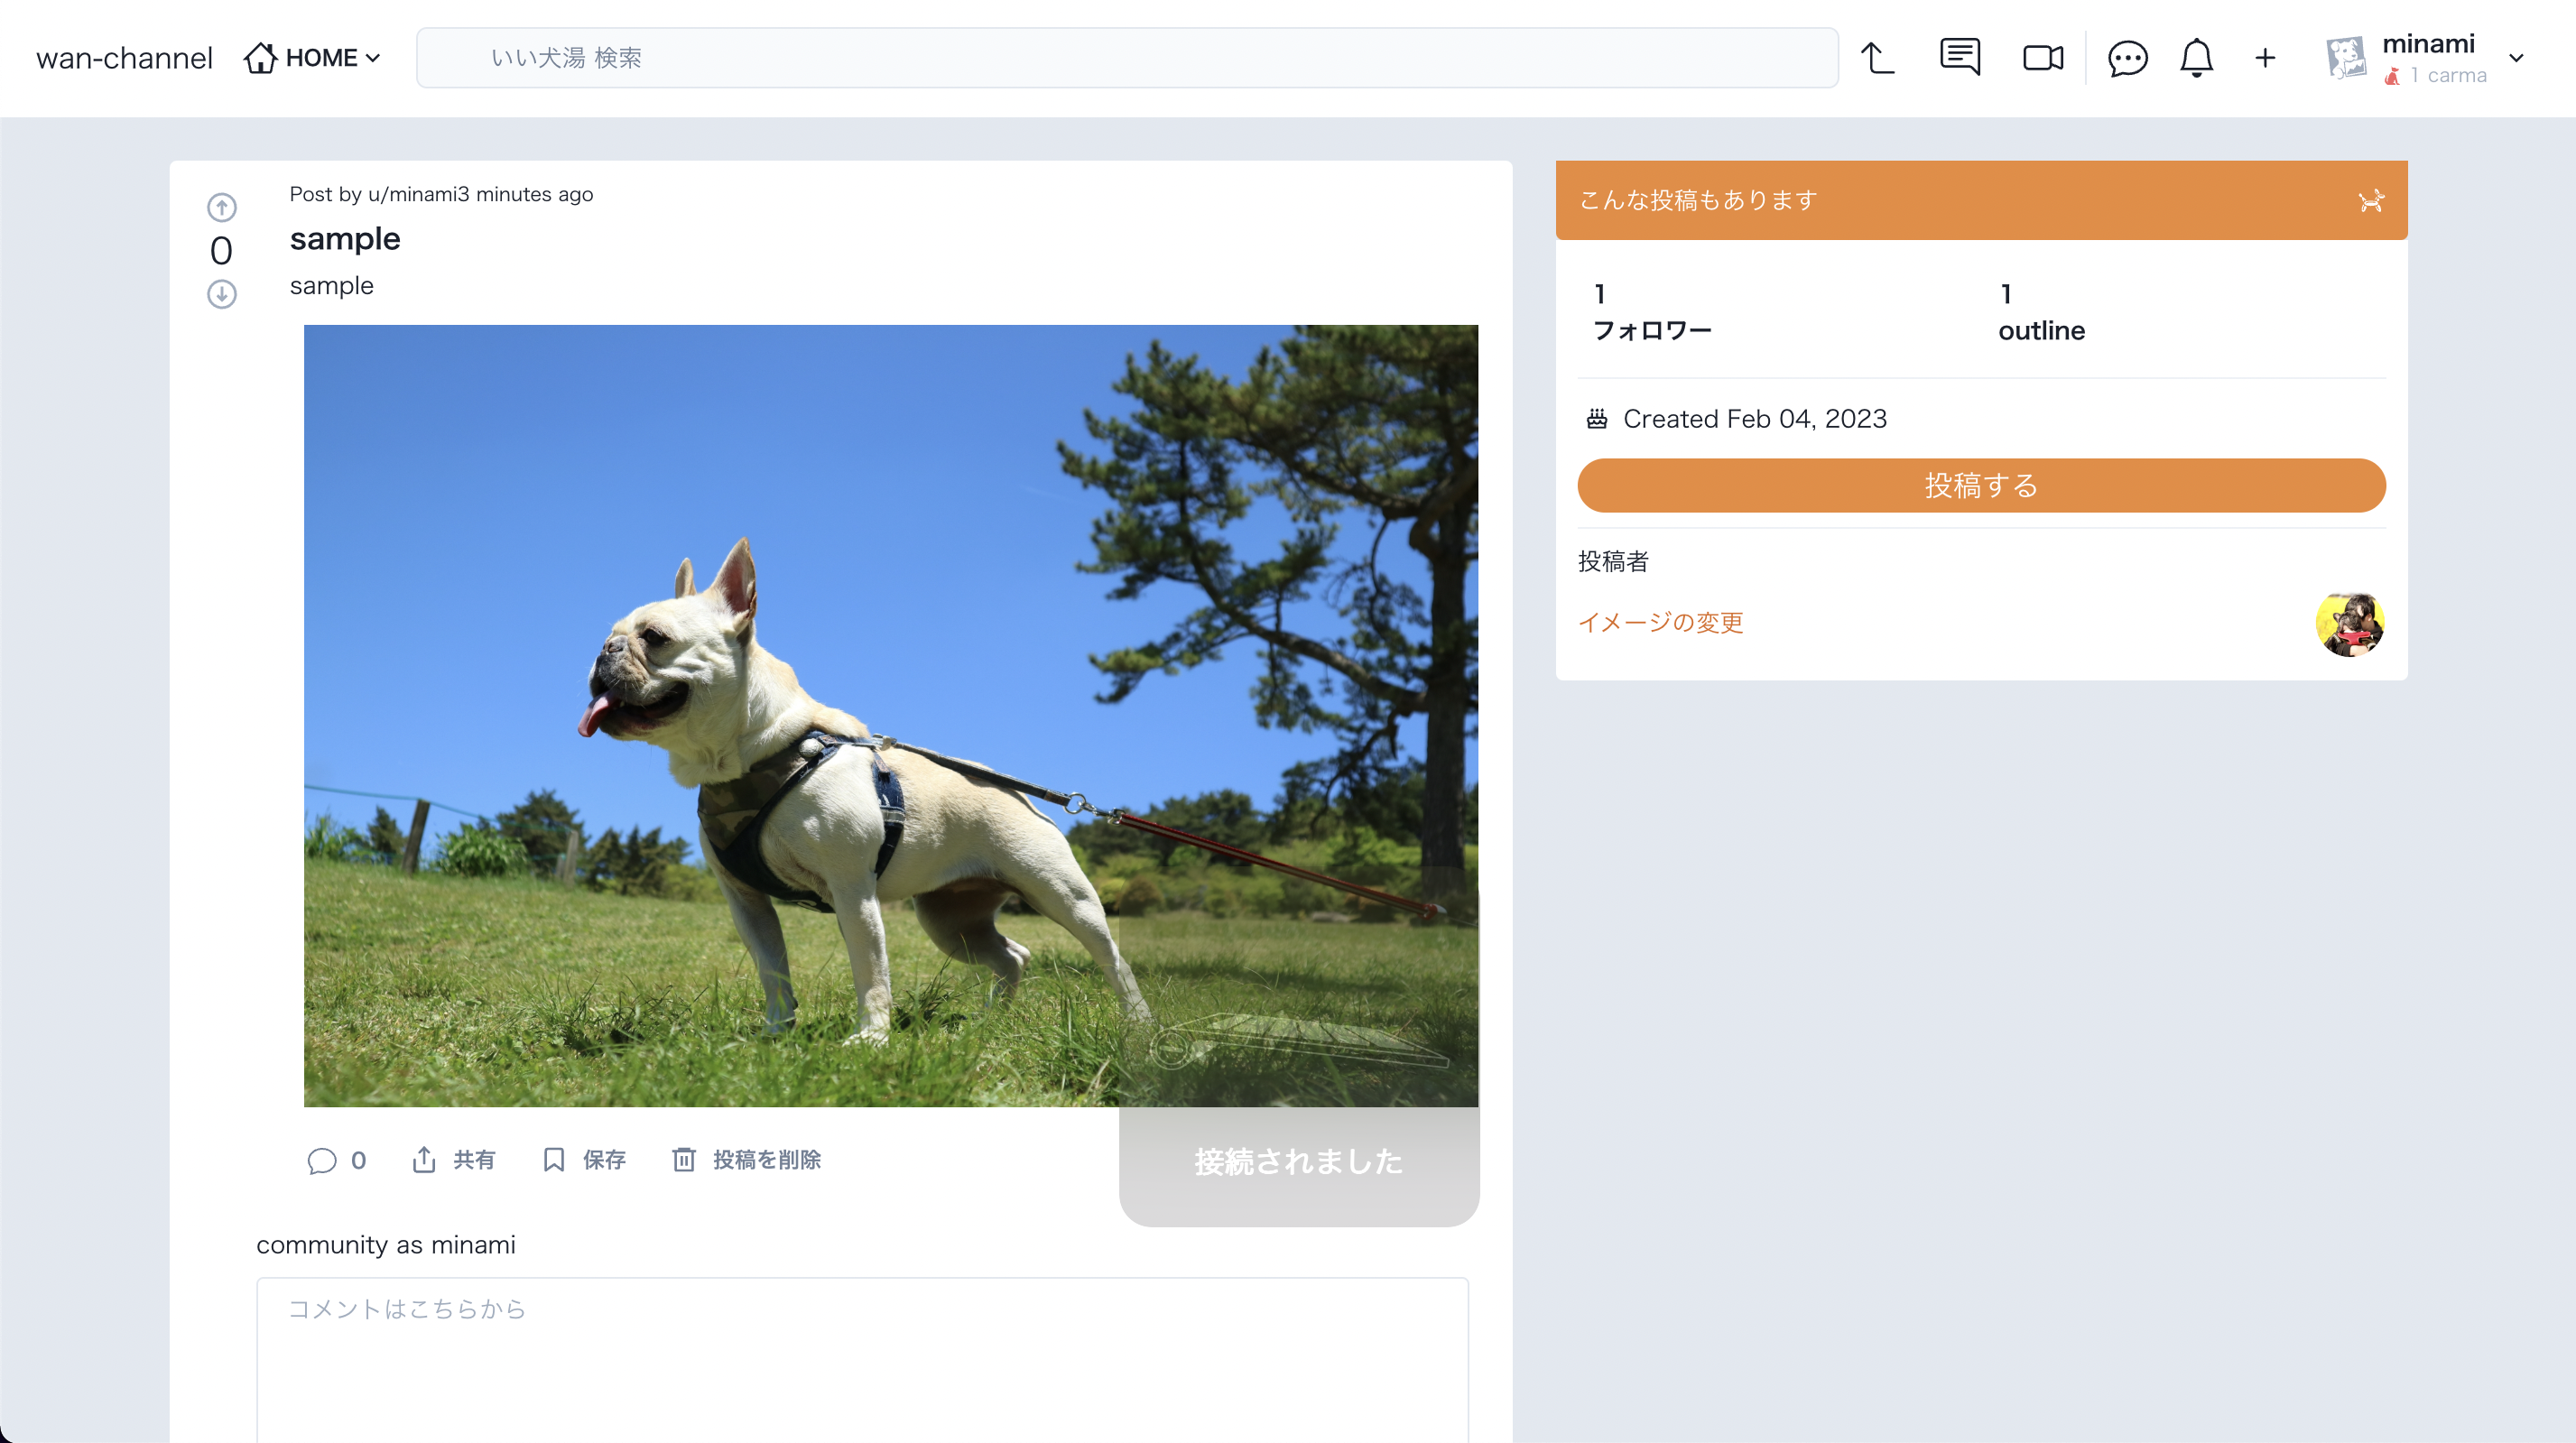 wan-channel
HOME
いい犬湯 検索
minami
1 carma
Post by u/minami3 minutes ago
0
sample
sample
0
共有
保存
投稿を削除
接続されました
community as minami
コメントはこちらから
こんな投稿もあります
1
フォロワー
1
outline
Created Feb 04, 2023
投稿する
投稿者
イメージの変更